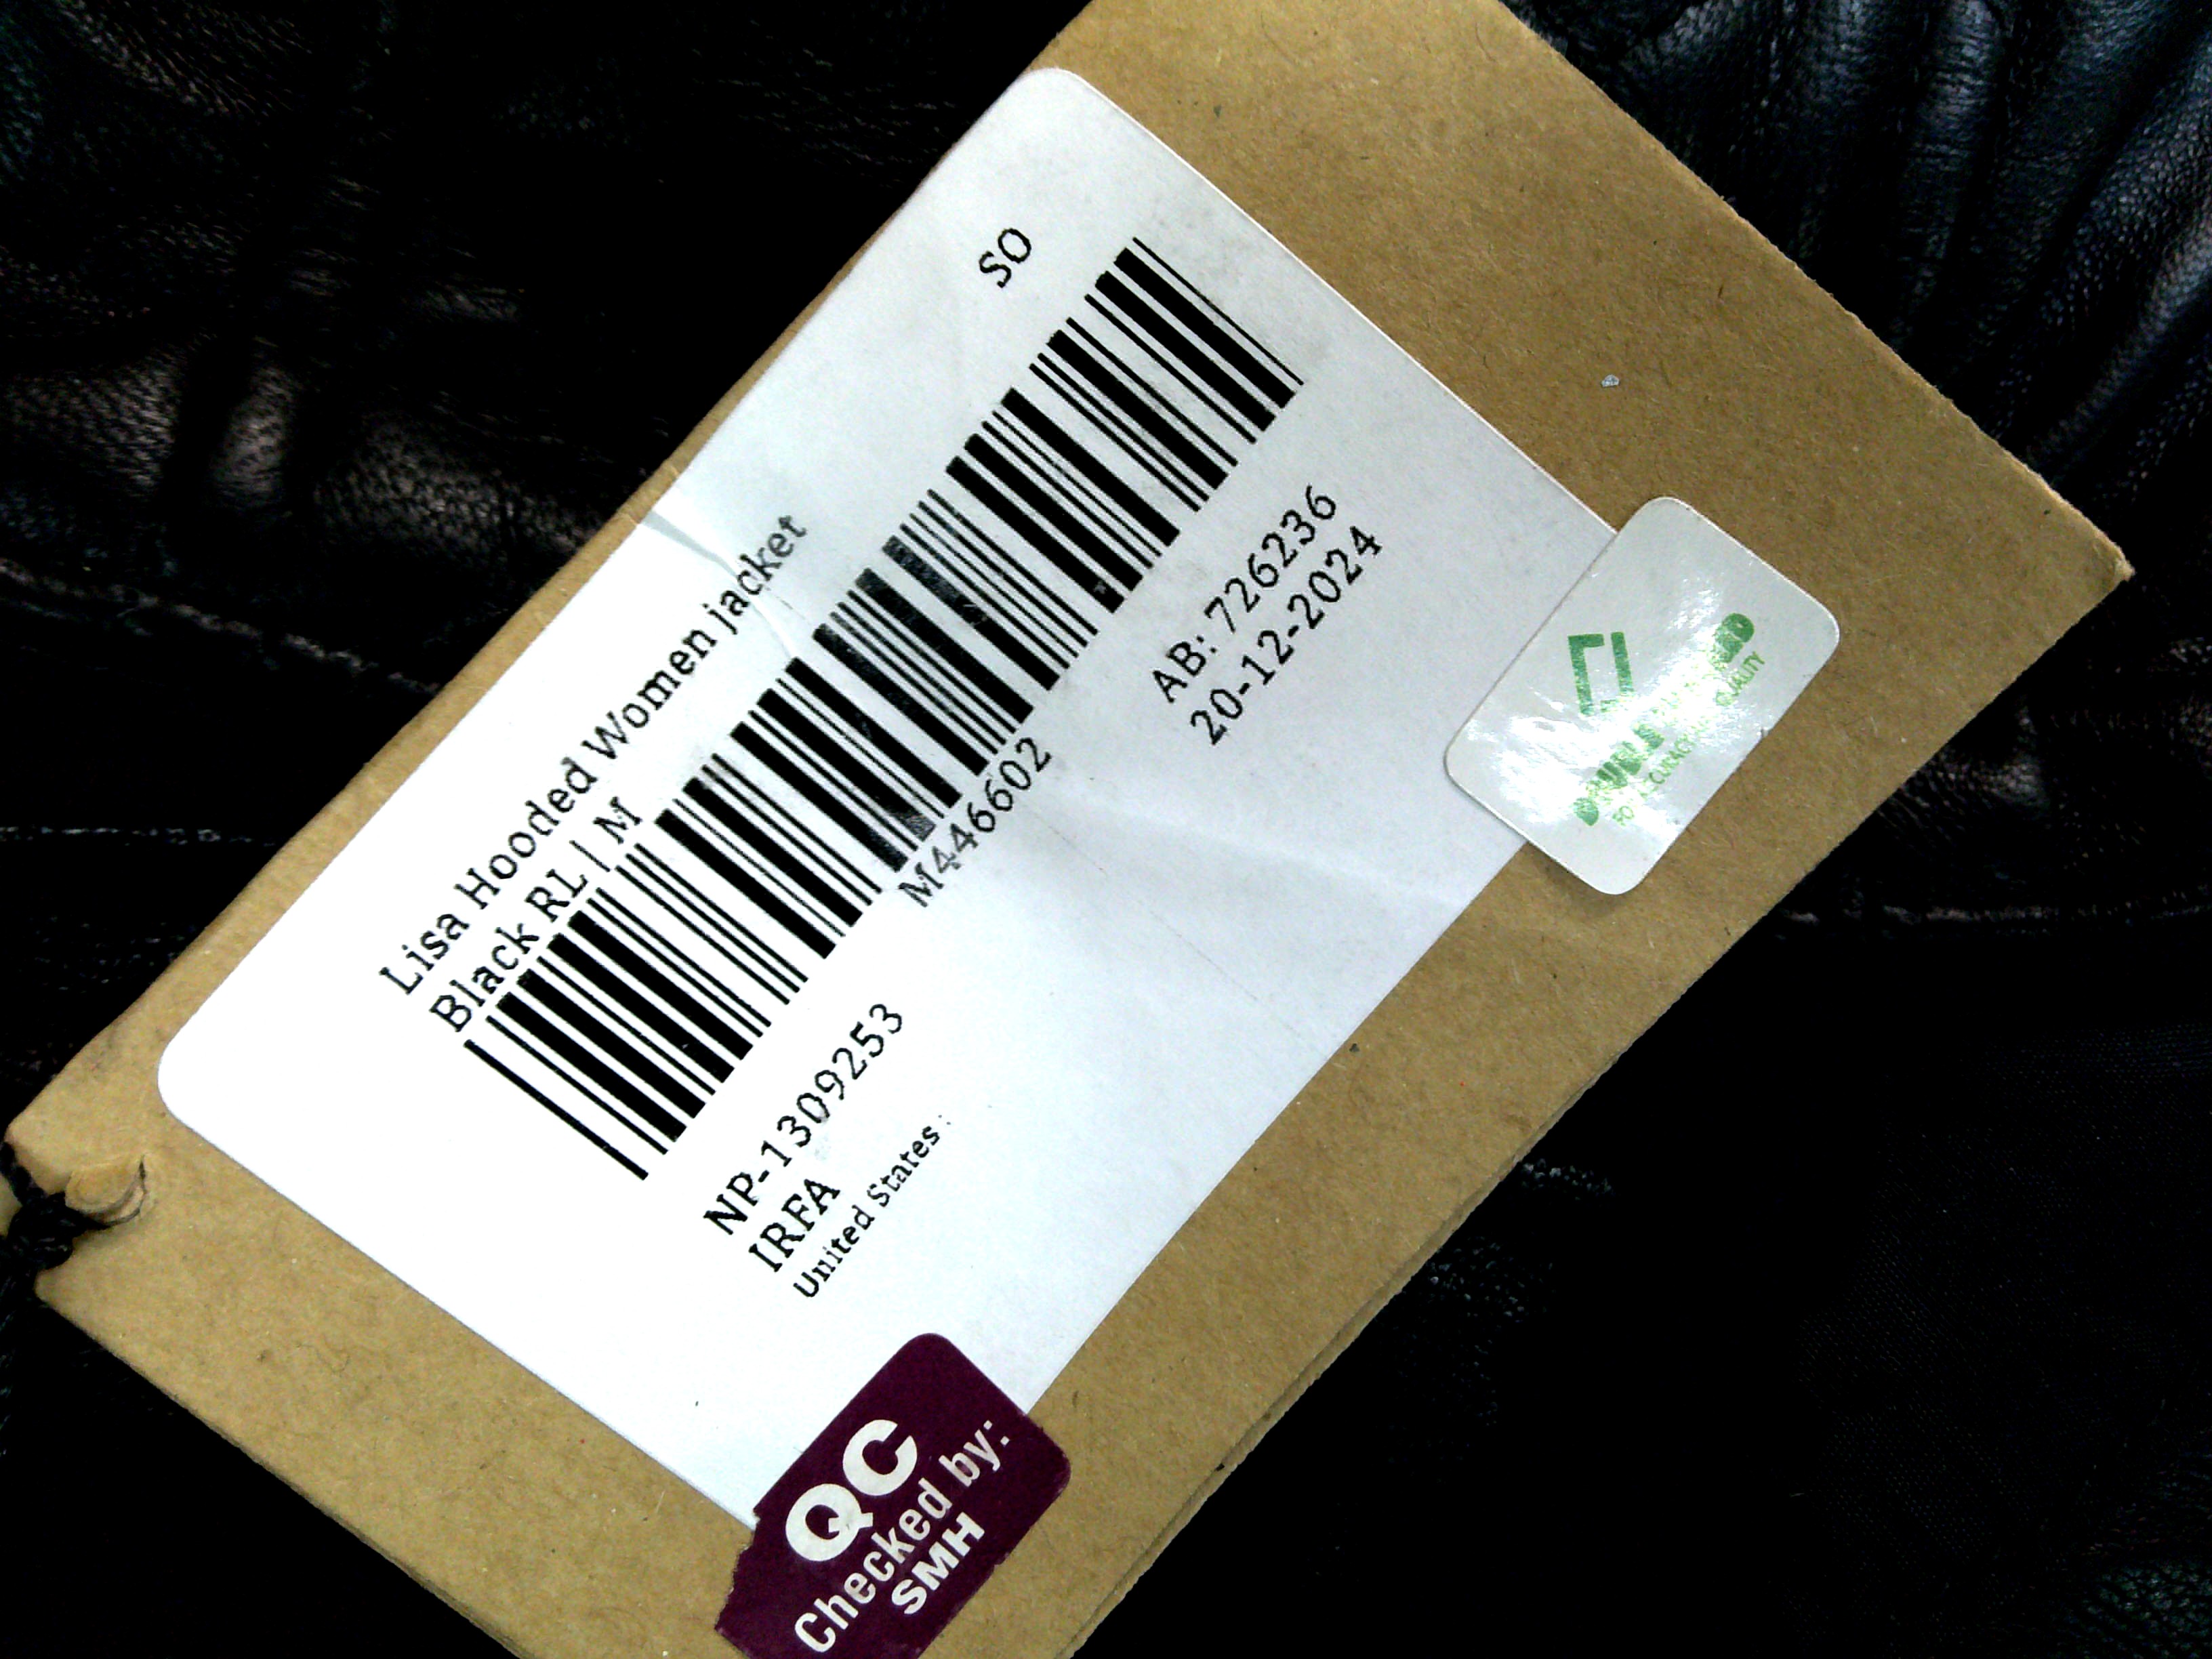 SO
Lisa Hooded Women jacket
Black RL | M
M446602
NP-1309253
AB: 726236
IRFA
20-12-2024
United States :
QC
Checked by:
SMH
QUALITY